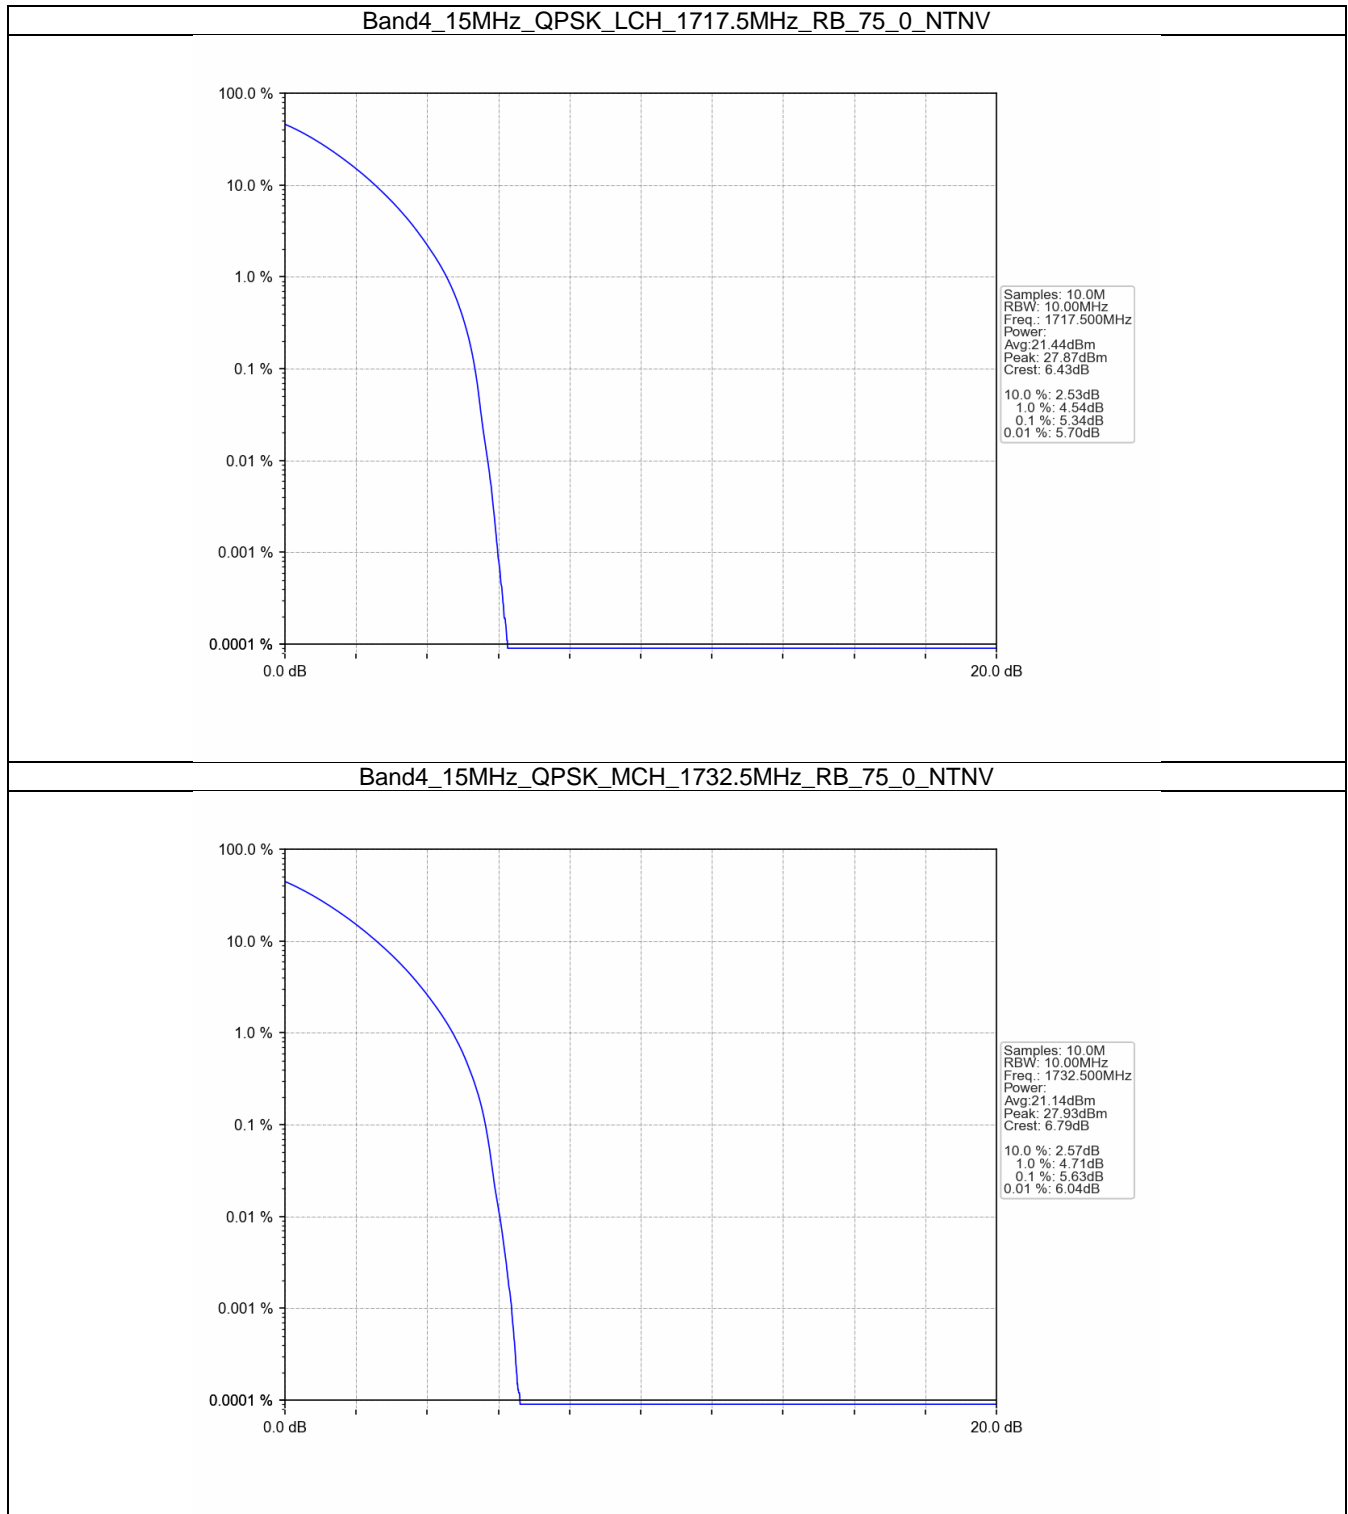 Band4_15MHz_QPSK_LCH_1717.5MHz_RB_75_0_NTNV
100.0 %
10.0 %
1.0 %
0.1 %
0.01 %
0.001 %
0.0001 %
0.0 dB
20.0 dB
Samples: 10.0M
RBW: 10.00MHz
Freq.: 1717.500MHz
Power:
Avg:21.44dBm
Peak: 27.87dBm
Crest: 6.43dB
10.0 %: 2.53dB
1.0 %: 4.54dB
0.1 %: 5.34dB
0.01 %: 5.70dB
Band4_15MHz_QPSK_MCH_1732.5MHz_RB_75_0_NTNV
100.0 %
10.0 %
1.0 %
0.1 %
0.01 %
0.001 %
0.0001 %
0.0 dB
20.0 dB
Samples: 10.0M
RBW: 10.00MHz
Freq.: 1732.500MHz
Power:
Avg:21.14dBm
Peak: 27.93dBm
Crest: 6.79dB
10.0 %: 2.57dB
1.0 %: 4.71dB
0.1 %: 5.63dB
0.01 %: 6.04dB